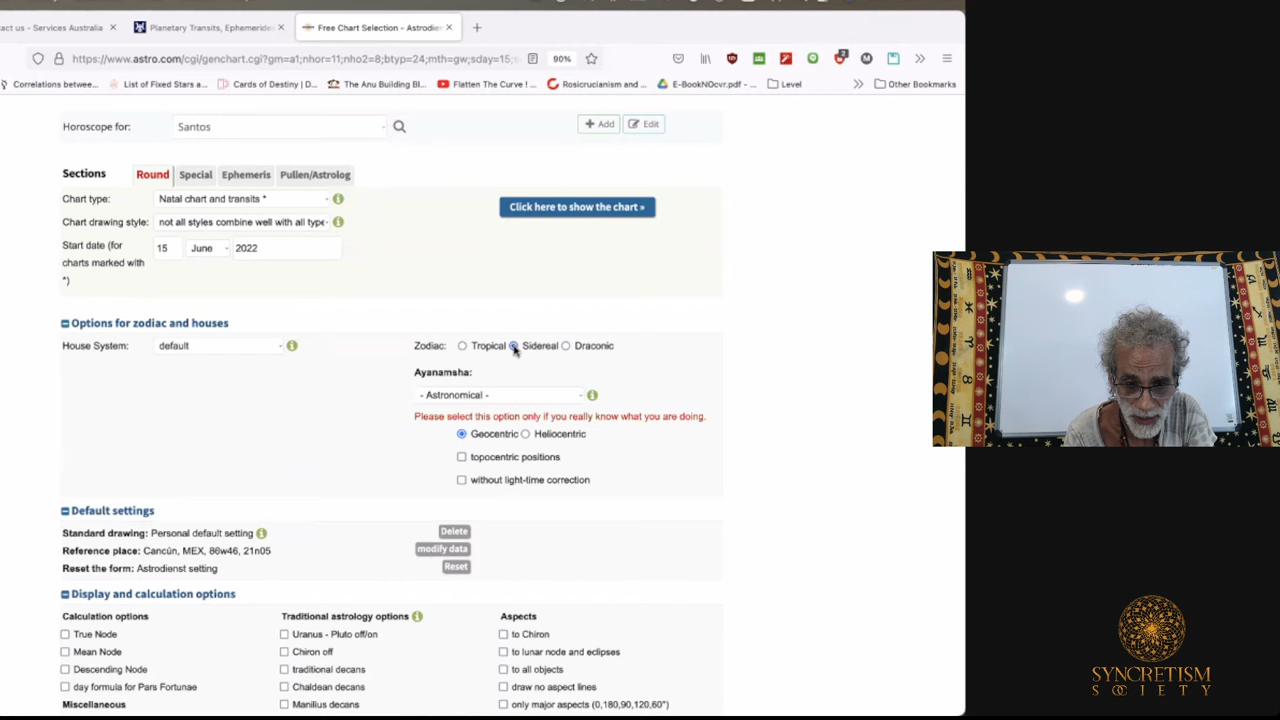 act us - Services Australia
Planetary Transits, Ephemerides
Free Chart Selection - Astrodien
https://www.astro.com/cgi/genchart.cgi?gm=a1;nhor=11;nho2=8;btyp=24;mth=gw;sday=15;
90%
2
Correlations betwee...
List of Fixed Stars a...
Cards of Destiny | D...
The Anu Building Bl...
Flatten The Curve ! ...
Rosicrucianism and ...
E-BookNOcvr.pdf - ...
Level
Other Bookmarks
Horoscope for:
Santos
Add
Edit
Sections
Round
Special
Ephemeris
Pullen/Astrolog
Chart type:
Natal chart and transits *
Chart drawing style:
not all styles combine well with all type
Click here to show the chart »
Start date (for
charts marked with
*)
15
June
2022
Options for zodiac and houses
House System:
default
Zodiac:
Tropical
Sidereal
Draconic
Ayanamsha:
- Astronomical -
Please select this option only if you really know what you are doing.
Geocentric
Heliocentric
topocentric positions
without light-time correction
Default settings
Standard drawing: Personal default setting
Delete
Reference place: Cancún, MEX, 86w46, 21n05
modify data
Reset the form: Astrodienst setting
Reset
Display and calculation options
Calculation options
Traditional astrology options
Aspects
True Node
Uranus - Pluto on/off
to Chiron
Mean Node
Chiron off
to lunar node and eclipses
Descending Node
traditional decans
to all objects
day formula for Pars Fortunae
Chaldean decans
draw no aspect lines
Miscellaneous
Manilius decans
only major aspects (0,180,90,120,60°)
SYNCRETISM
SOCIETY